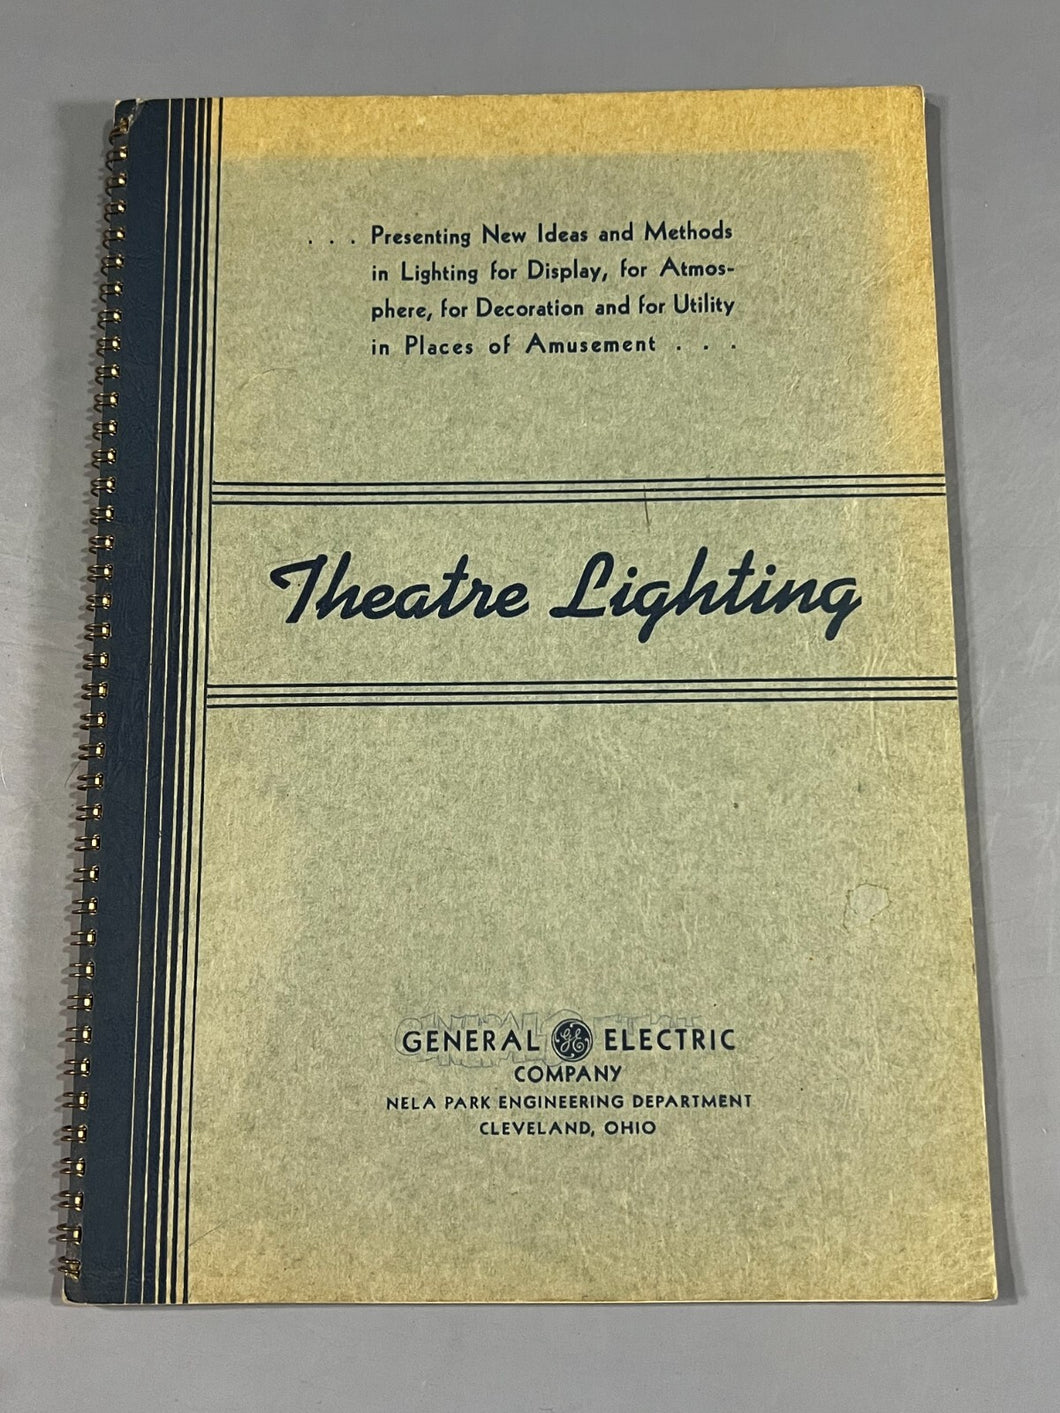 . . . Presenting New Ideas and Methods
in Lighting for Display, for Atmos-
phere, for Decoration and for Utility
in Places of Amusement . . .
Theatre Lighting
GENERAL GE ELECTRIC
COMPANY
NELA PARK ENGINEERING DEPARTMENT
CLEVELAND, OHIO